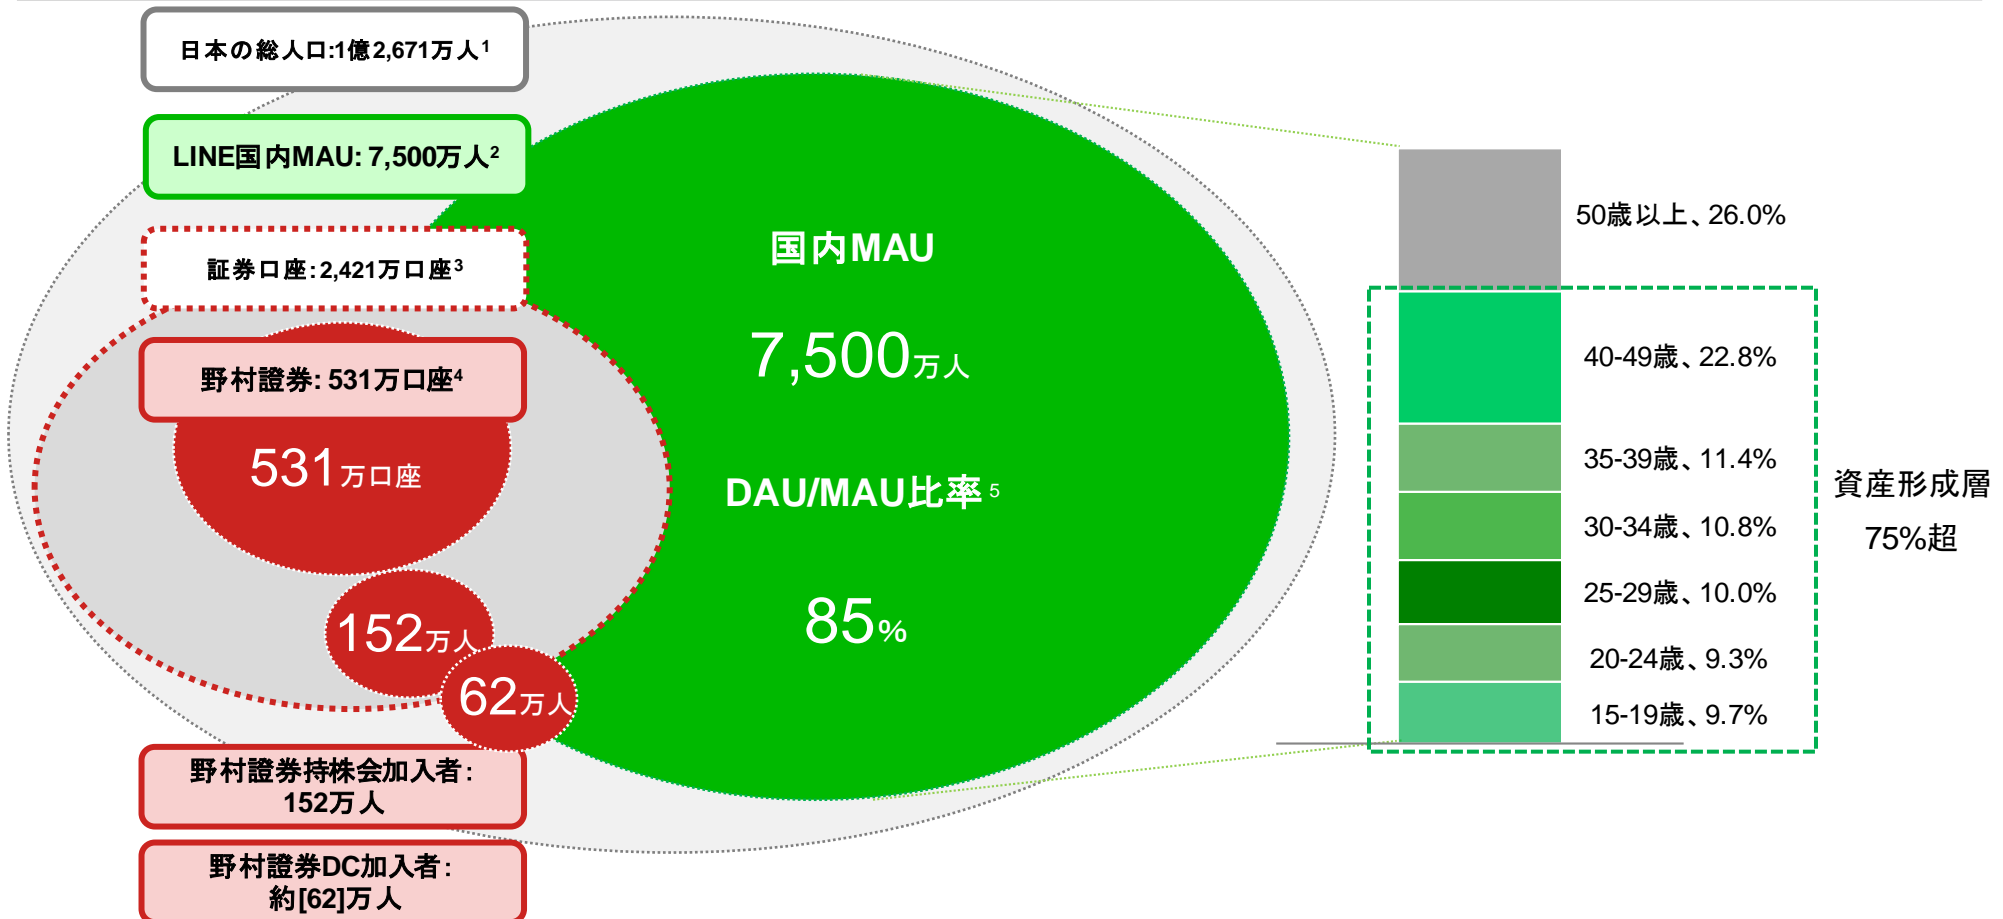 日本の総人口:1億2,671万人1
LINE国内MAU: 7,500万人2
証券口座:2,421万口座3
野村證券: 531万口座4
531万口座
152万人
62万人
野村證券持株会加入者:
152万人
野村證券DC加入者:
約[62]万人
国内MAU
7,500万人
DAU/MAU比率 5
85%
50歳以上、26.0%
40-49歳、22.8%
35-39歳、11.4%
30-34歳、10.8%
25-29歳、10.0%
20-24歳、9.3%
15-19歳、9.7%
資産形成層
75%超